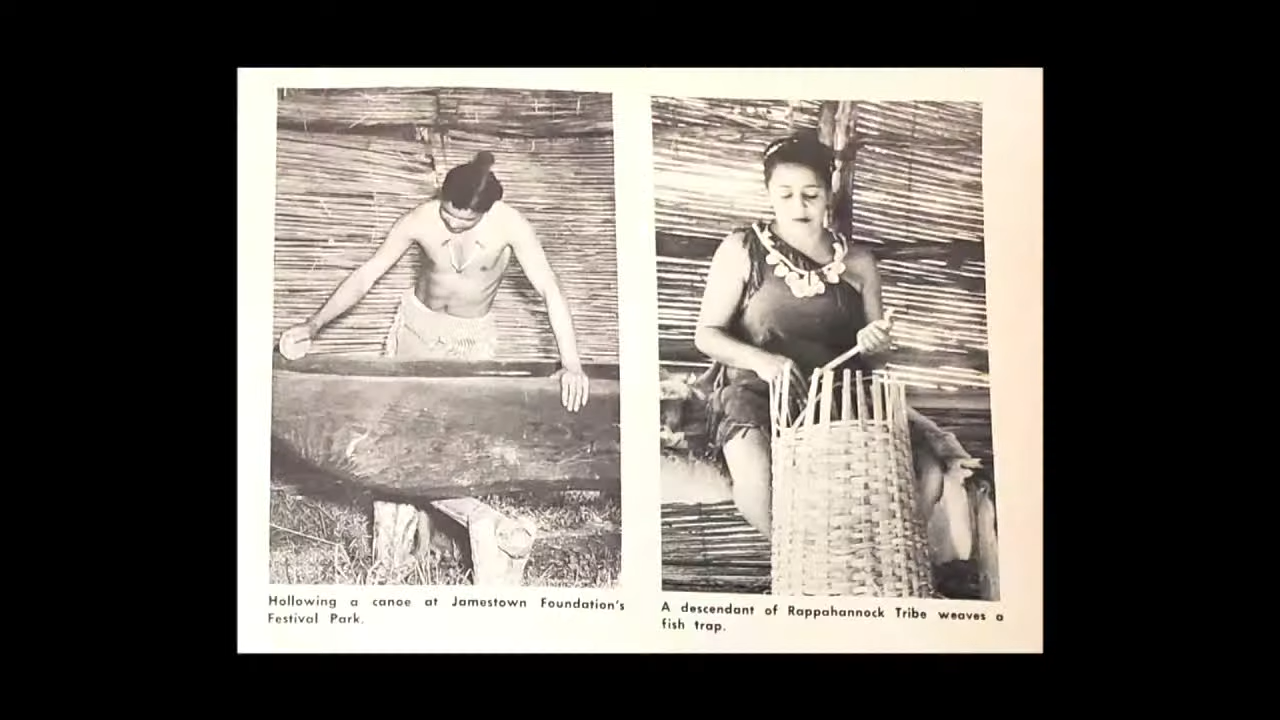 Hollowing a canoe at Jamestown Foundation's
Festival Park.
A descendant of Rappahannock Tribe weaves a
fish trap.